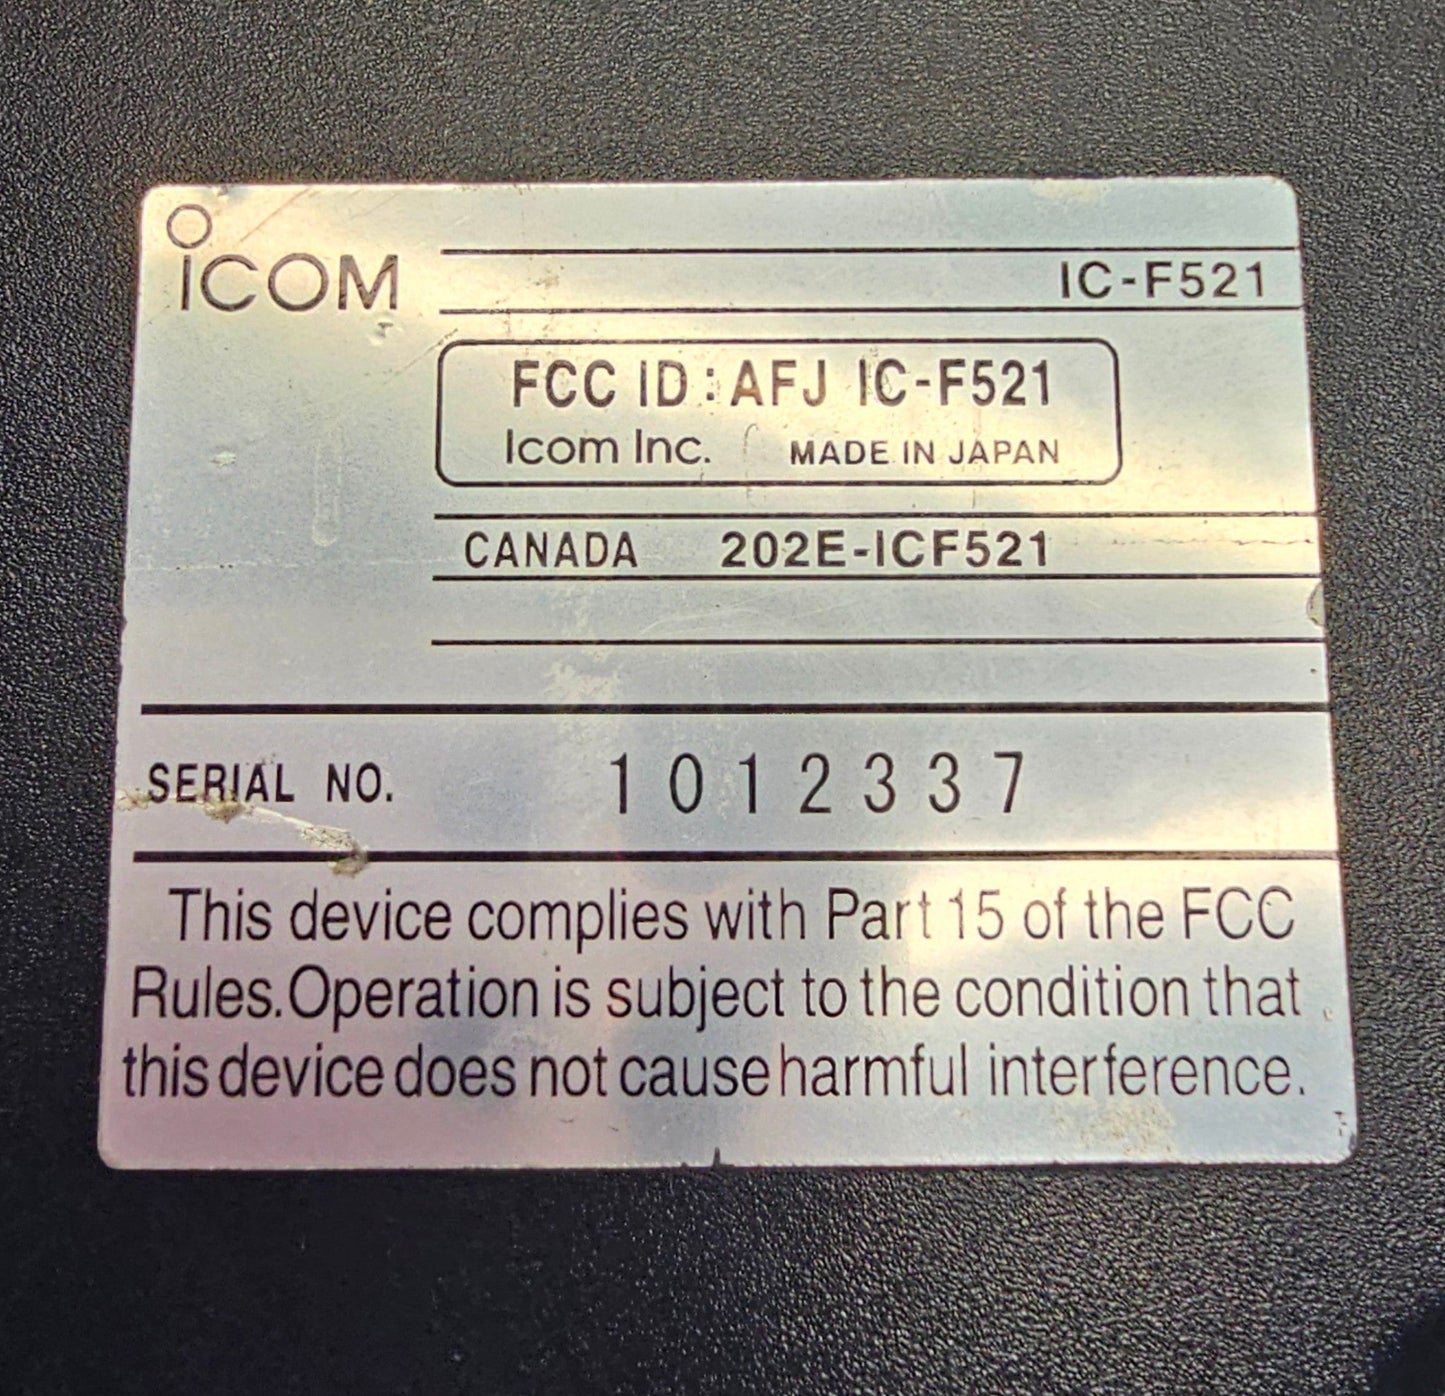 ICOM
IC-F521
FCC ID : AFJ IC-F521
Icom Inc. MADE IN JAPAN
CANADA 202E-ICF521
SERIAL NO. 1012337
This device complies with Part 15 of the FCC
Rules.Operation is subject to the condition that
this device does not cause harmful interference.